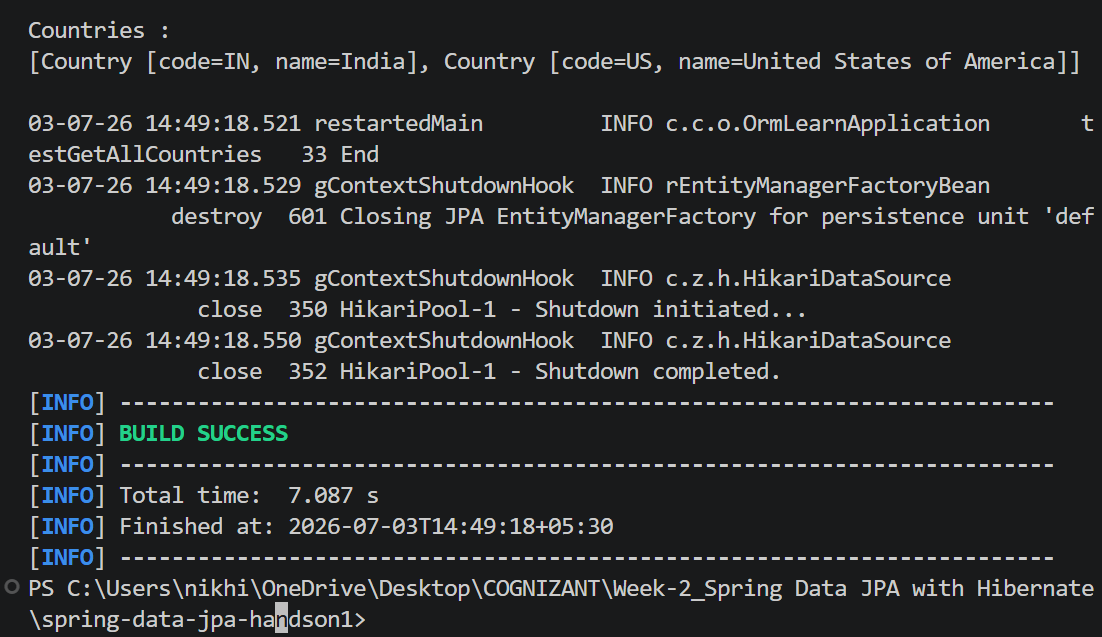 Countries :
[Country [code=IN, name=India], Country [code=US, name=United States of America]]
03-07-26 14:49:18.521 restartedMain         INFO c.c.o.OrmLearnApplication       t
estGetAllCountries   33 End
03-07-26 14:49:18.529 gContextShutdownHook  INFO rEntityManagerFactoryBean
           destroy  601 Closing JPA EntityManagerFactory for persistence unit 'def
ault'
03-07-26 14:49:18.535 gContextShutdownHook  INFO c.z.h.HikariDataSource
             close  350 HikariPool-1 - Shutdown initiated...
03-07-26 14:49:18.550 gContextShutdownHook  INFO c.z.h.HikariDataSource
             close  352 HikariPool-1 - Shutdown completed.
[INFO] ------------------------------------------------------------------------
[INFO] BUILD SUCCESS
[INFO] ------------------------------------------------------------------------
[INFO] Total time:  7.087 s
[INFO] Finished at: 2026-07-03T14:49:18+05:30
[INFO] ------------------------------------------------------------------------
PS C:\Users\nikhi\OneDrive\Desktop\COGNIZANT\Week-2_Spring Data JPA with Hibernate
\spring-data-jpa-handson1>